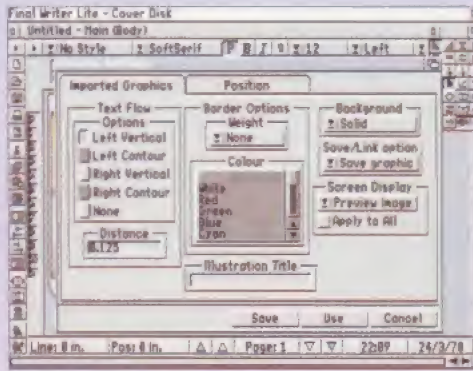 Final Writer Lite - Cover Disk
Untitled - Main (Body)
No Style SoftSerif P B I 12 Left
Imported Graphics Position
Text Flow
Options
Left Vertical
Left Contour
Right Vertical
Right Contour
None
Distance
0.125
Border Options
Weight
None
Colour
White
Red
Green
Blue
Cyan
Background
Solid
Save/Link option
Save graphic
Screen Display
Preview Image
Apply to All
Illustration Title
Save Use Cancel
Line: 0 in. Pos: 0 in. Page: 1 22:09 24/3/78